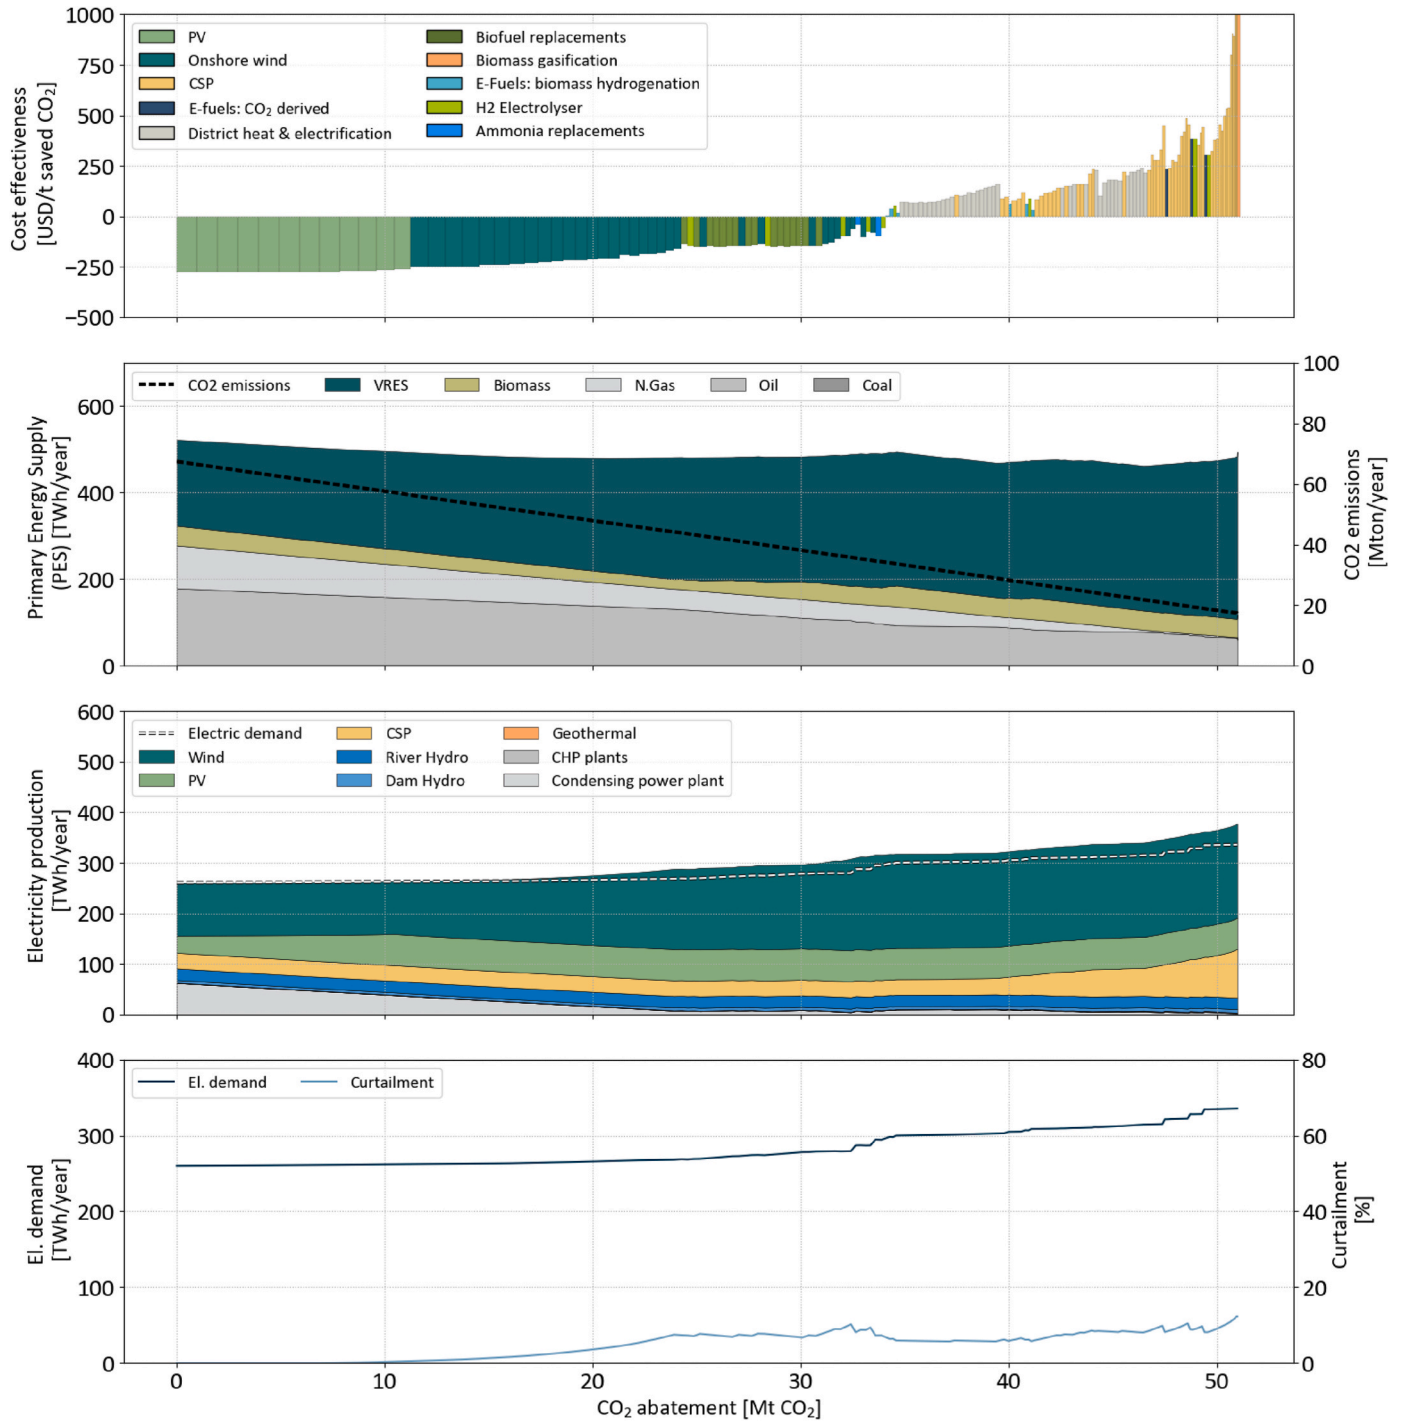 Cost effectiveness
[USD/t saved CO₂]
1000
750
500
250
0
−250
−500
PV
Onshore wind
CSP
E-fuels: CO₂ derived
District heat & electrification
Biofuel replacements
Biomass gasification
E-Fuels: biomass hydrogenation
H2 Electrolyser
Ammonia replacements
Primary Energy Supply
(PES) [TWh/year]
600
400
200
0
CO2 emissions
VRES
Biomass
N.Gas
Oil
Coal
100
80
60
40
20
0
CO2 emissions
[Mton/year]
Electricity production
[TWh/year]
600
500
400
300
200
100
0
Electric demand
Wind
PV
CSP
River Hydro
Dam Hydro
Geothermal
CHP plants
Condensing power plant
El. demand
[TWh/year]
400
300
200
100
0
El. demand
Curtailment
80
60
40
20
0
Curtailment
[%]
0
10
20
30
40
50
CO₂ abatement [Mt CO₂]